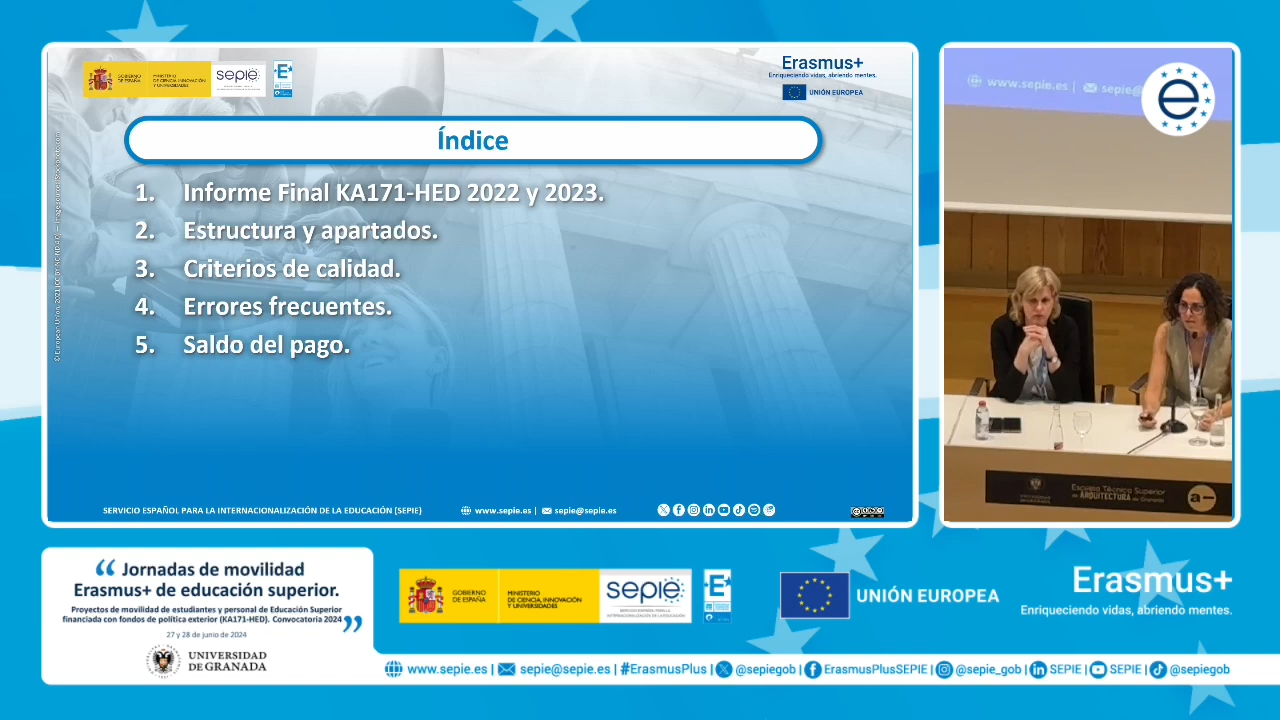 GOBIERNO
DE ESPAÑA
MINISTERIO
DE CIENCIA, INNOVACIÓN
Y UNIVERSIDADES
sepie
Erasmus+
Enriqueciendo vidas, abriendo mentes.
UNIÓN EUROPEA
Índice
1. Informe Final KA171-HED 2022 y 2023.
2. Estructura y apartados.
3. Criterios de calidad.
4. Errores frecuentes.
5. Saldo del pago.
SERVICIO ESPAÑOL PARA LA INTERNACIONALIZACIÓN DE LA EDUCACIÓN (SEPIE)
www.sepie.es | sepie@sepie.es
www.sepie.es | sepie@
e
UNIVERSIDAD
DE GRANADA
Escuela Técnica Superior
de ARQUITECTURA de Granada
a
“ Jornadas de movilidad
Erasmus+ de educación superior.
Proyectos de movilidad de estudiantes y personal de Educación Superior
financiada con fondos de política exterior (KA171-HED). Convocatoria 2024 ”
27 y 28 de junio de 2024
UNIVERSIDAD
DE GRANADA
GOBIERNO
DE ESPAÑA
MINISTERIO
DE CIENCIA, INNOVACIÓN
Y UNIVERSIDADES
sepie
SERVICIO ESPAÑOL PARA LA
INTERNACIONALIZACIÓN DE LA EDUCACIÓN
E
UNIÓN EUROPEA
Erasmus+
Enriqueciendo vidas, abriendo mentes.
www.sepie.es | sepie@sepie.es | #ErasmusPlus | @sepiegob | ErasmusPlusSEPIE | @sepie_gob | SEPIE | SEPIE | @sepiegob